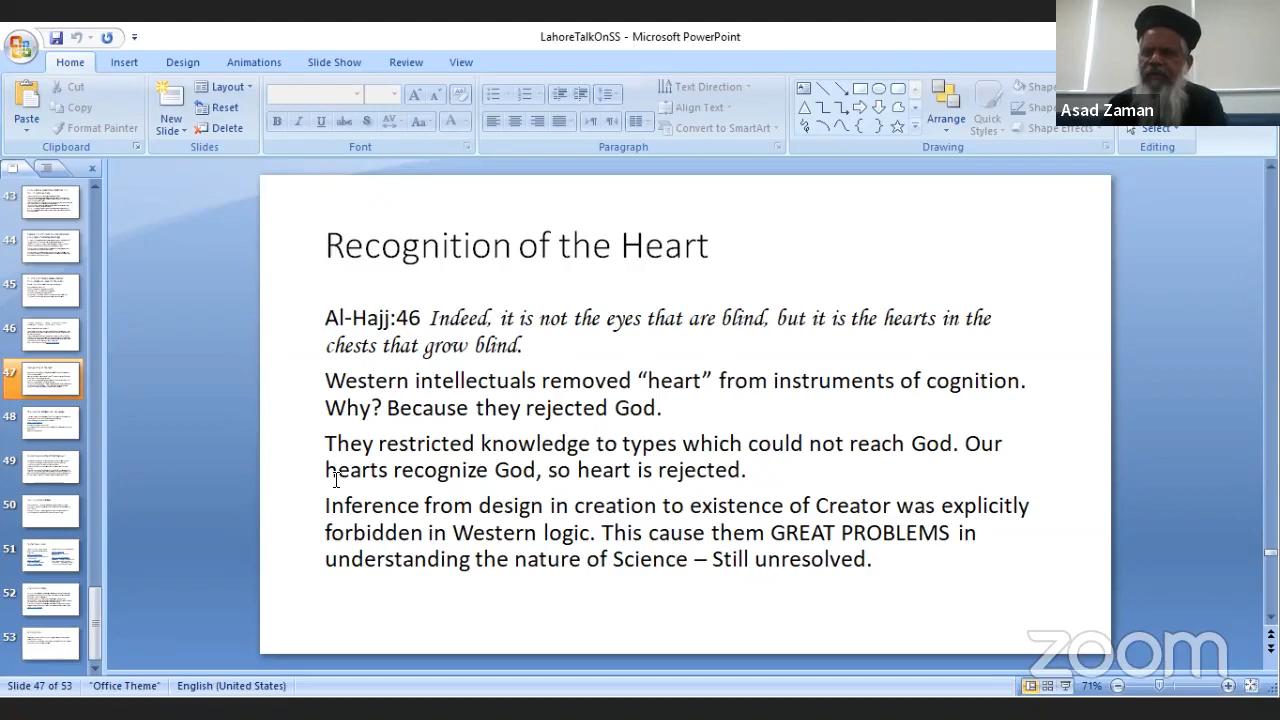 LahoreTalkOnSS - Microsoft PowerPoint
Home Insert Design Animations Slide Show Review View
Paste
Cut
Copy
Format Painter
Clipboard
New Slide
Layout
Reset
Delete
Slides
B I U abc S AV Aa A
Font
Text Direction
Align Text
Convert to SmartArt
Paragraph
Arrange
Quick Styles
Shape Effects
Drawing
Select
Editing
Asad Zaman
43
44
45
46
47
48
49
50
51
52
53
Recognition of the Heart
Al-Hajj:46 Indeed, it is not the eyes that are blind, but it is the hearts in the
chests that grow blind.
Western intellectuals removed “heart” from instruments of cognition.
Why? Because they rejected God.
They restricted knowledge to types which could not reach God. Our
hearts recognize God, so heart is rejected.
Inference from design in creation to existence of Creator was explicitly
forbidden in Western logic. This cause them GREAT PROBLEMS in
understanding the nature of Science – Still unresolved.
zoom
Slide 47 of 53 "Office Theme" English (United States) 71%